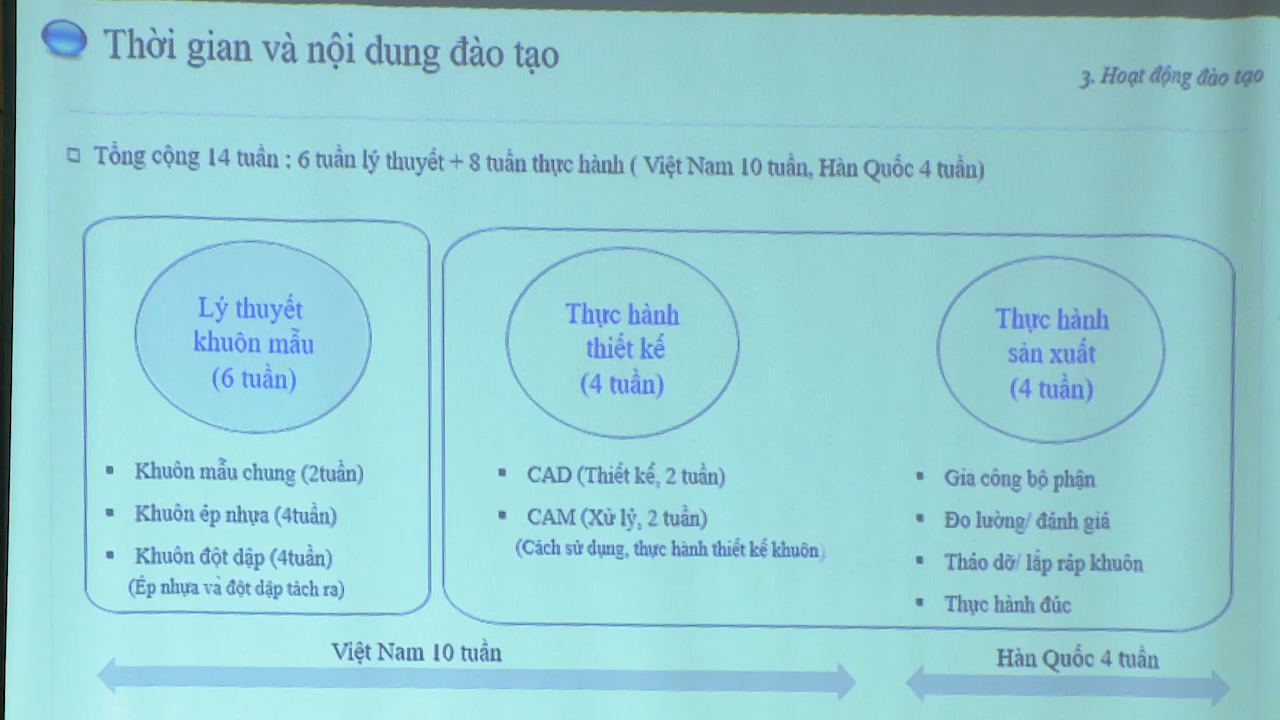 Thời gian và nội dung đào tạo
3. Hoạt động đào tạo
Tổng cộng 14 tuần : 6 tuần lý thuyết + 8 tuần thực hành ( Việt Nam 10 tuần, Hàn Quốc 4 tuần)
Lý thuyết
khuôn mẫu
(6 tuần)
Khuôn mẫu chung (2tuần)
Khuôn ép nhựa (4tuần)
Khuôn đột dập (4tuần)
(Ép nhựa và đột dập tách ra)
Thực hành
thiết kế
(4 tuần)
CAD (Thiết kế, 2 tuần)
CAM (Xử lý, 2 tuần)
(Cách sử dụng, thực hành thiết kế khuôn)
Thực hành
sản xuất
(4 tuần)
Gia công bộ phận
Đo lường/ đánh giá
Tháo dỡ/ lắp ráp khuôn
Thực hành đúc
Việt Nam 10 tuần
Hàn Quốc 4 tuần